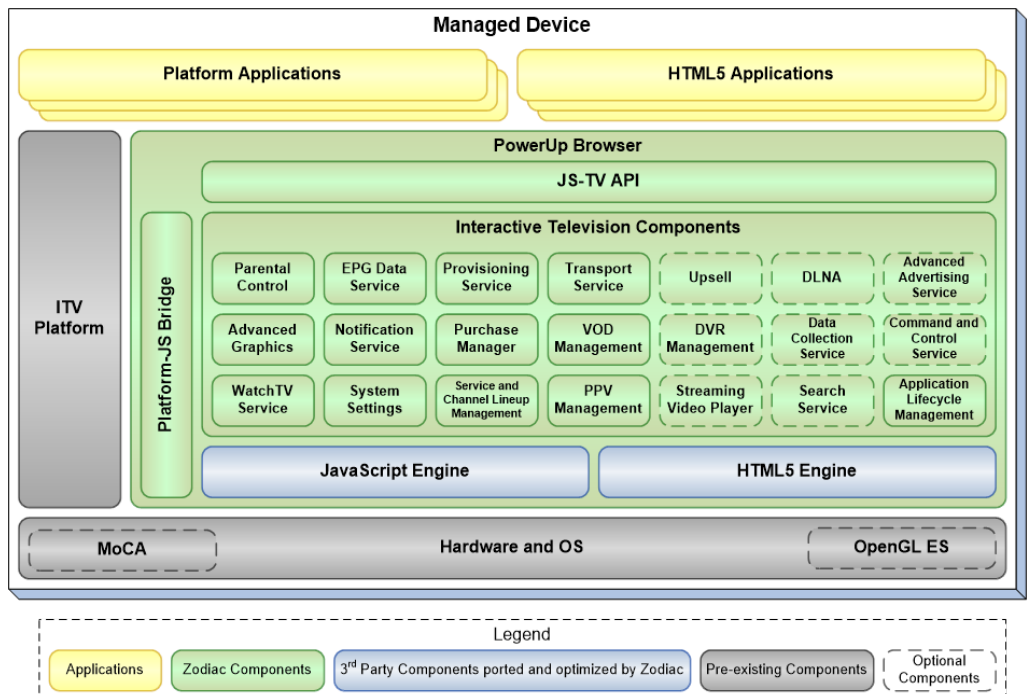 Managed Device
Platform Applications
HTML5 Applications
PowerUp Browser
JS-TV API
ITV
Platform
Platform-JS Bridge
Interactive Television Components
Parental
Control
EPG Data
Service
Provisioning
Service
Transport
Service
Upsell
DLNA
Advanced
Advertising
Service
Advanced
Graphics
Notification
Service
Purchase
Manager
VOD
Management
DVR
Management
Data
Collection
Service
Command and
Control
Service
WatchTV
Service
System
Settings
Service and
Channel Lineup
Management
PPV
Management
Streaming
Video Player
Search
Service
Application
Lifecycle
Management
JavaScript Engine
HTML5 Engine
MoCA
Hardware and OS
OpenGL ES
Legend
Applications
Zodiac Components
3rd Party Components ported and optimized by Zodiac
Pre-existing Components
Optional
Components